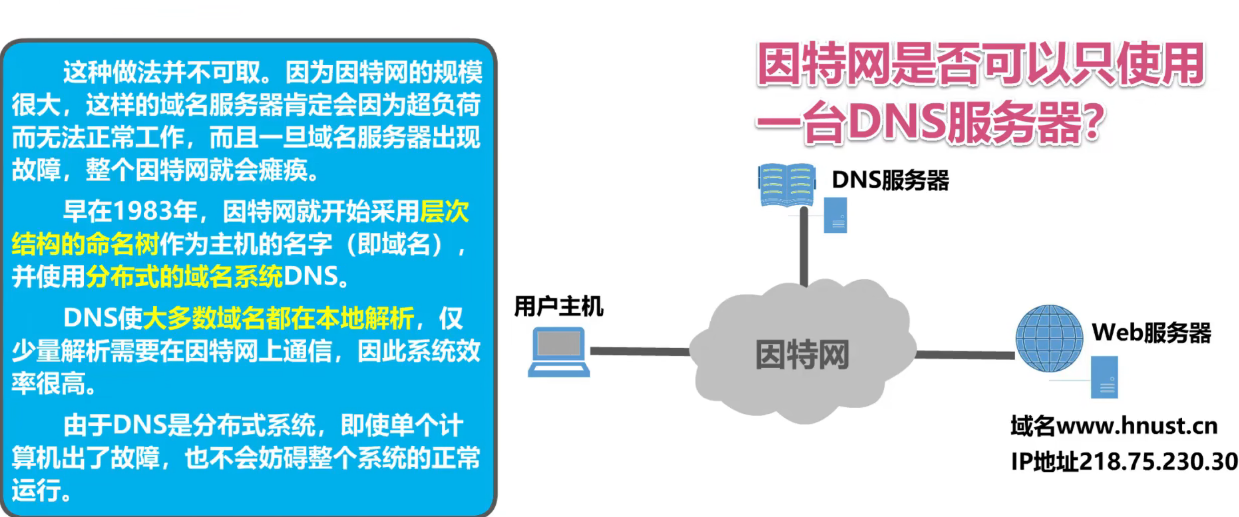 因特网是否可以只使用
一台DNS服务器？
这种做法并不可取。因为因特网的规模
很大，这样的域名服务器肯定会因为超负荷
而无法正常工作，而且一旦域名服务器出现
故障，整个因特网就会瘫痪。
早在1983年，因特网就开始采用层次
结构的命名树作为主机的名字（即域名），
并使用分布式的域名系统DNS。
DNS使大多数域名都在本地解析，仅
少量解析需要在因特网上通信，因此系统效
率很高。
由于DNS是分布式系统，即使单个计
算机出了故障，也不会妨碍整个系统的正常
运行。
DNS服务器
用户主机
因特网
Web服务器
域名www.hnust.cn
IP地址218.75.230.30